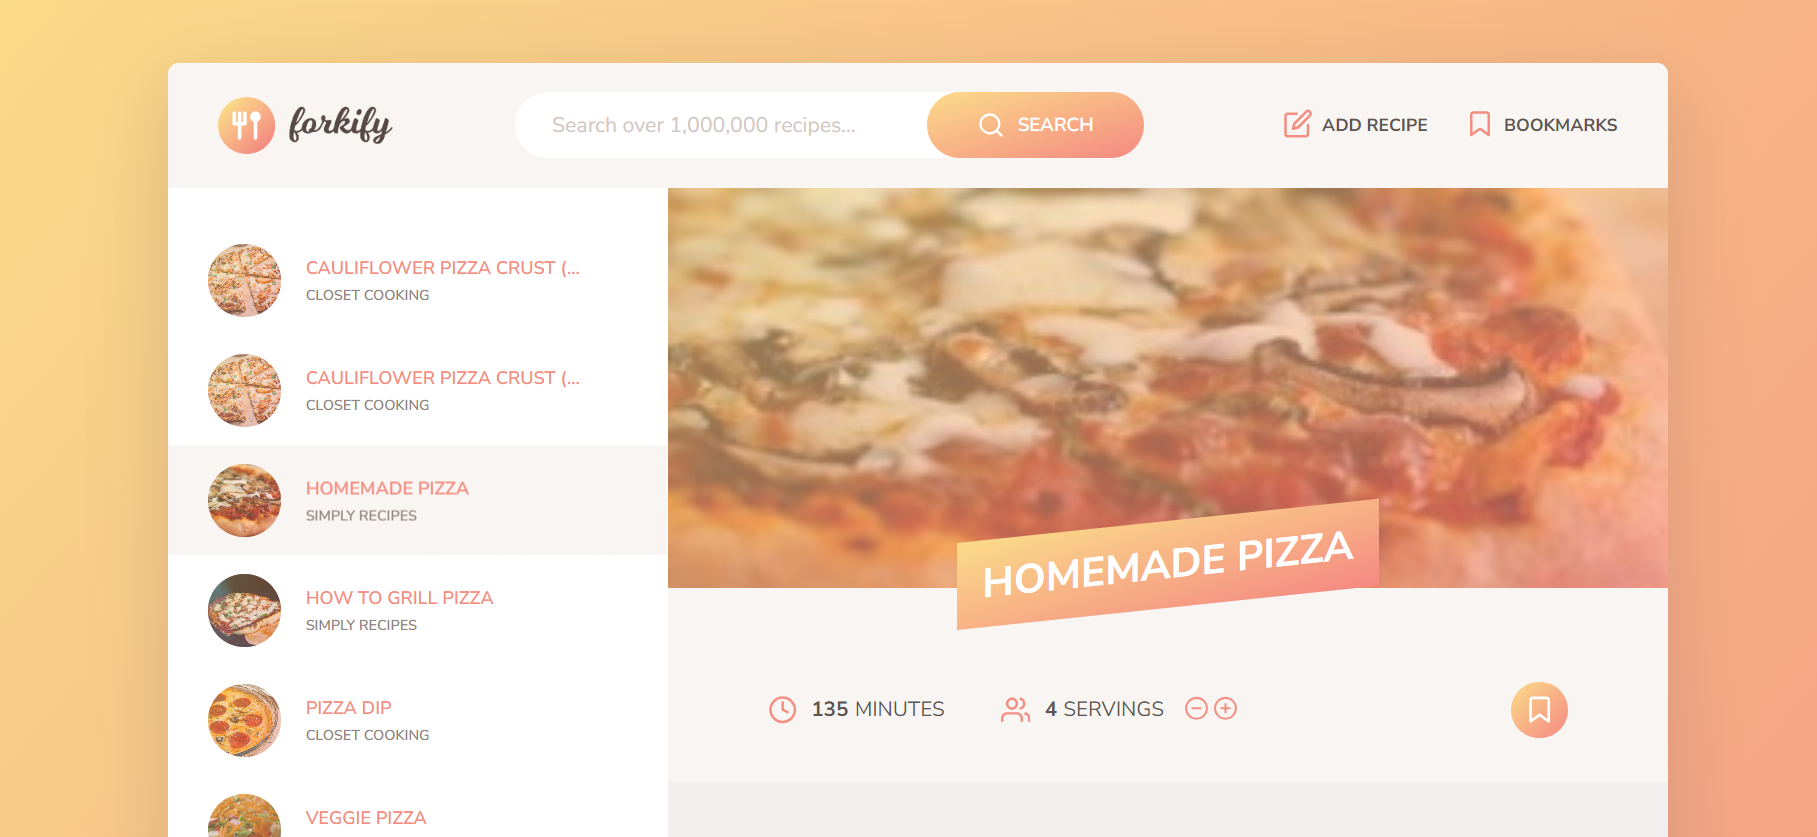 forkify
Search over 1,000,000 recipes...
SEARCH
ADD RECIPE
BOOKMARKS
CAULIFLOWER PIZZA CRUST (...
CLOSET COOKING
CAULIFLOWER PIZZA CRUST (...
CLOSET COOKING
HOMEMADE PIZZA
SIMPLY RECIPES
HOW TO GRILL PIZZA
SIMPLY RECIPES
PIZZA DIP
CLOSET COOKING
VEGGIE PIZZA
HOMEMADE PIZZA
135 MINUTES
4 SERVINGS